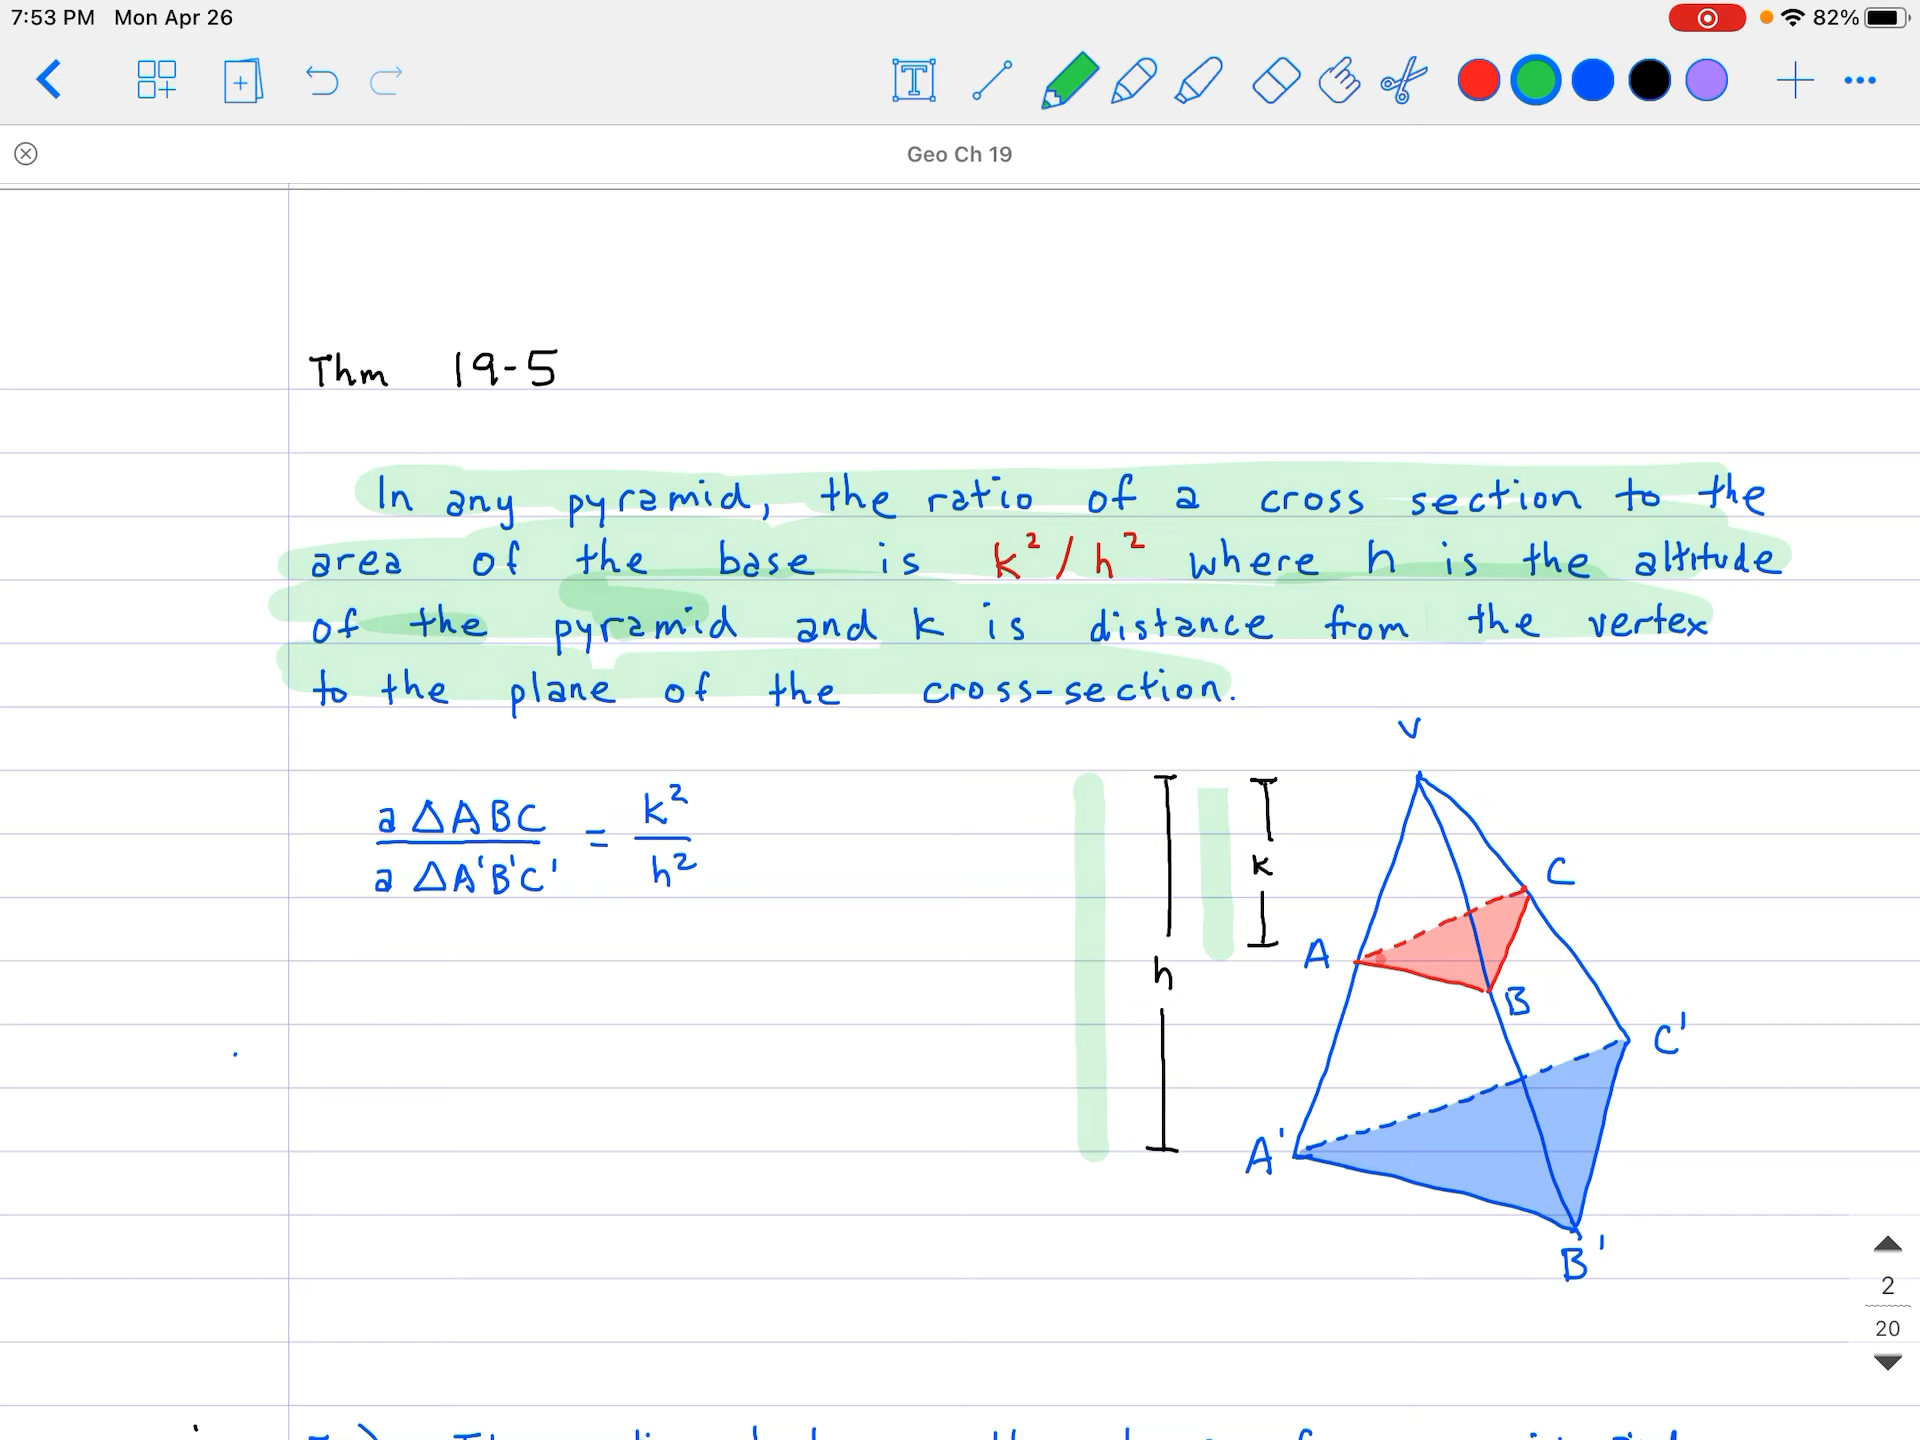 7:53 PM Mon Apr 26
82%
T
Geo Ch 19
Thm 19-5
In any pyramid, the ratio of a cross section to the
area of the base is k²/h² where h is the altitude
of the pyramid and k is distance from the vertex
to the plane of the cross-section.
V
a △ABC / a △A'B'C' = k²/h²
k
C
A
h
B
C'
A'
B'
2
20